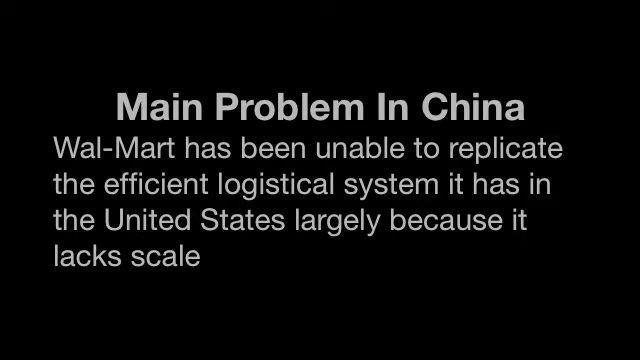 Main Problem In China
Wal-Mart has been unable to replicate
the efficient logistical system it has in
the United States largely because it
lacks scale